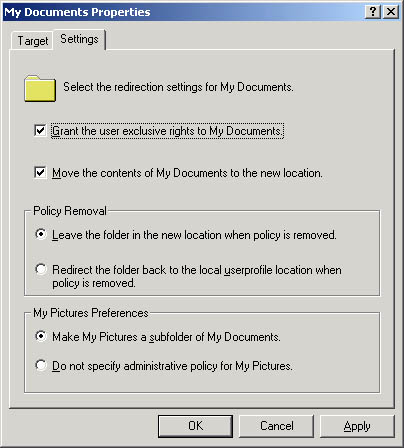 My Documents Properties
Target Settings
Select the redirection settings for My Documents.
Grant the user exclusive rights to My Documents.
Move the contents of My Documents to the new location.
Policy Removal
Leave the folder in the new location when policy is removed.
Redirect the folder back to the local userprofile location when
policy is removed.
My Pictures Preferences
Make My Pictures a subfolder of My Documents.
Do not specify administrative policy for My Pictures.
OK Cancel Apply